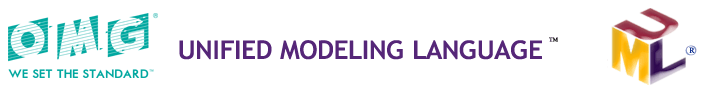 OMG®
WE SET THE STANDARD™
UNIFIED MODELING LANGUAGE™
UML®